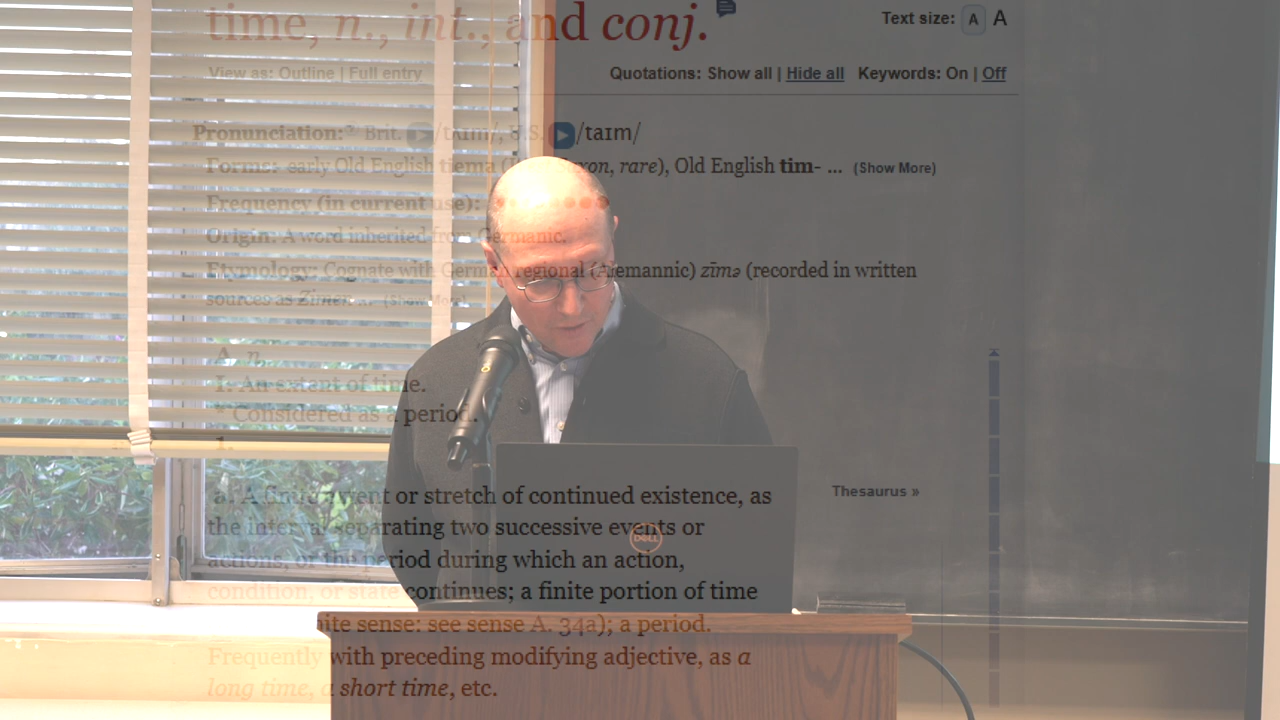 time, n., int., and conj.
Text size: A A
View as: Outline | Full entry
Quotations: Show all | Hide all Keywords: On | Off
Pronunciation: Brit. /tʌɪm/, U.S. /taɪm/
Forms: early Old English tiema ( rare), Old English tim- ... (Show More)
Frequency (in current use):
Origin: A word inherited from Germanic.
Etymology: Cognate with German regional (Alemannic) zīmə (recorded in written
sources as Zimen ... (Show More)
A. n.
I. An extent of time.
* Considered as a period.
1.
Thesaurus »
a. A finite extent or stretch of continued existence, as
the interval separating two successive events or
actions, or the period during which an action,
condition, or state continues; a finite portion of time
sense: see sense A. 34a); a period.
Frequently with preceding modifying adjective, as a
long time, a short time, etc.
DELL